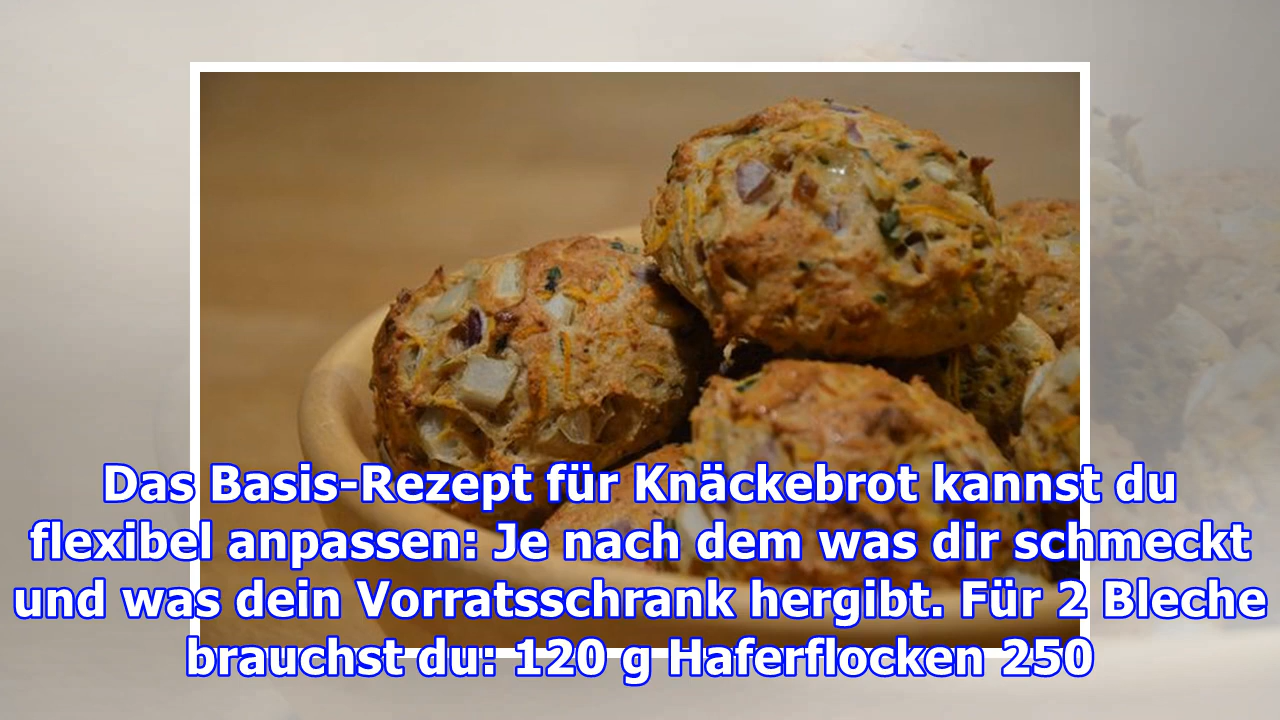 Das Basis-Rezept für Knäckebrot kannst du
flexibel anpassen: Je nach dem was dir schmeckt
und was dein Vorratsschrank hergibt. Für 2 Bleche
brauchst du: 120 g Haferflocken 250